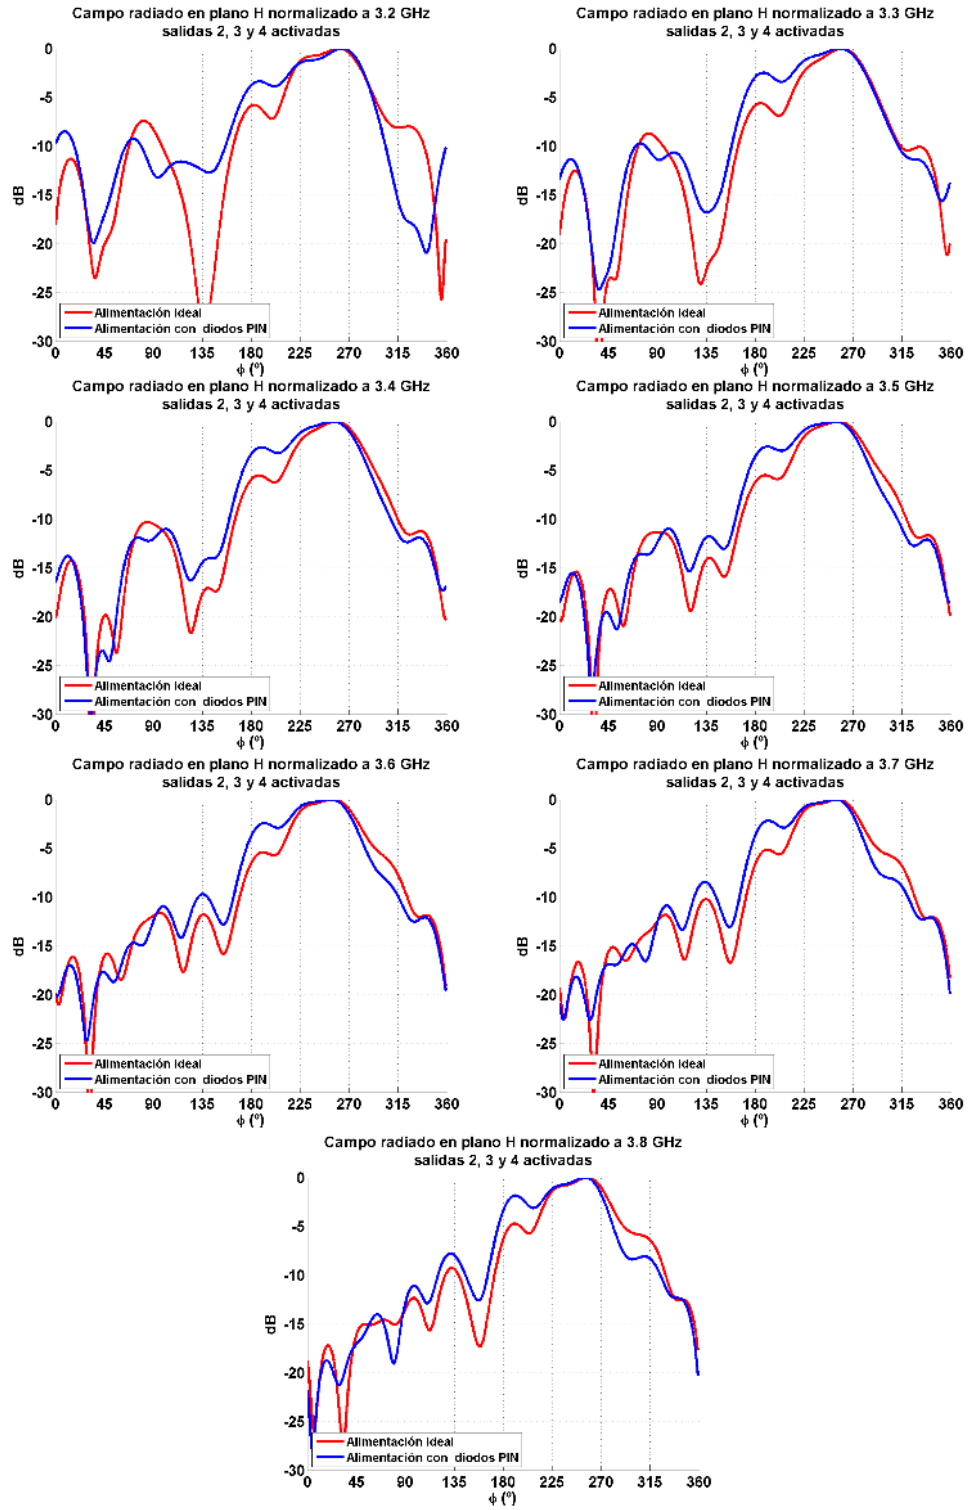 Campo radiado en plano H normalizado a 3.2 GHz
salidas 2, 3 y 4 activadas
0
-5
-10
-15
-20
-25
-30
dB
Alimentación Ideal
Alimentación con diodos PIN
0 45 90 135 180 225 270 315 360
ϕ (º)
Campo radiado en plano H normalizado a 3.3 GHz
salidas 2, 3 y 4 activadas
0
-5
-10
-15
-20
-25
-30
dB
Alimentación Ideal
Alimentación con diodos PIN
0 45 90 135 180 225 270 315 360
ϕ (º)
Campo radiado en plano H normalizado a 3.4 GHz
salidas 2, 3 y 4 activadas
0
-5
-10
-15
-20
-25
-30
dB
Alimentación Ideal
Alimentación con diodos PIN
0 45 90 135 180 225 270 315 360
ϕ (º)
Campo radiado en plano H normalizado a 3.5 GHz
salidas 2, 3 y 4 activadas
0
-5
-10
-15
-20
-25
-30
dB
Alimentación Ideal
Alimentación con diodos PIN
0 45 90 135 180 225 270 315 360
ϕ (º)
Campo radiado en plano H normalizado a 3.6 GHz
salidas 2, 3 y 4 activadas
0
-5
-10
-15
-20
-25
-30
dB
Alimentación Ideal
Alimentación con diodos PIN
0 45 90 135 180 225 270 315 360
ϕ (º)
Campo radiado en plano H normalizado a 3.7 GHz
salidas 2, 3 y 4 activadas
0
-5
-10
-15
-20
-25
-30
dB
Alimentación Ideal
Alimentación con diodos PIN
0 45 90 135 180 225 270 315 360
ϕ (º)
Campo radiado en plano H normalizado a 3.8 GHz
salidas 2, 3 y 4 activadas
0
-5
-10
-15
-20
-25
-30
dB
Alimentación Ideal
Alimentación con diodos PIN
0 45 90 135 180 225 270 315 360
ϕ (º)